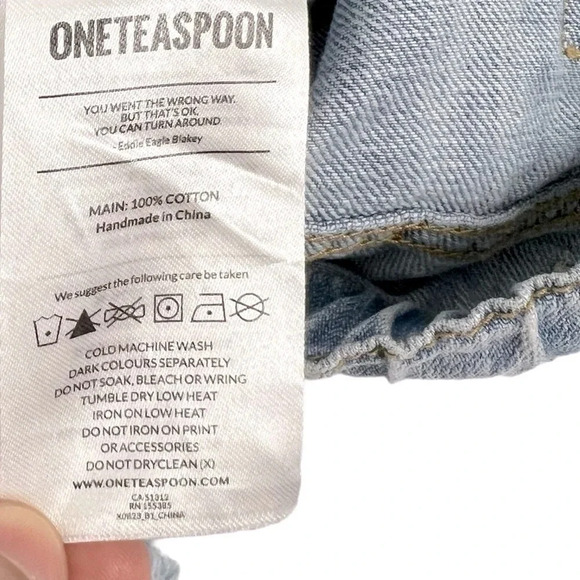 ONETEASPOON
YOU WENT THE WRONG WAY.
BUT THAT'S OK.
YOU CAN TURN AROUND.
- Eddie Eagle Blakey
MAIN: 100% COTTON
Handmade in China
We suggest the following care be taken
COLD MACHINE WASH
DARK COLOURS SEPARATELY
DO NOT SOAK, BLEACH OR WRING
TUMBLE DRY LOW HEAT
IRON ON LOW HEAT
DO NOT IRON ON PRINT
OR ACCESSORIES
DO NOT DRYCLEAN (X)
WWW.ONETEASPOON.COM
CA 51312
RN 155385
X0823_B1_CHINA